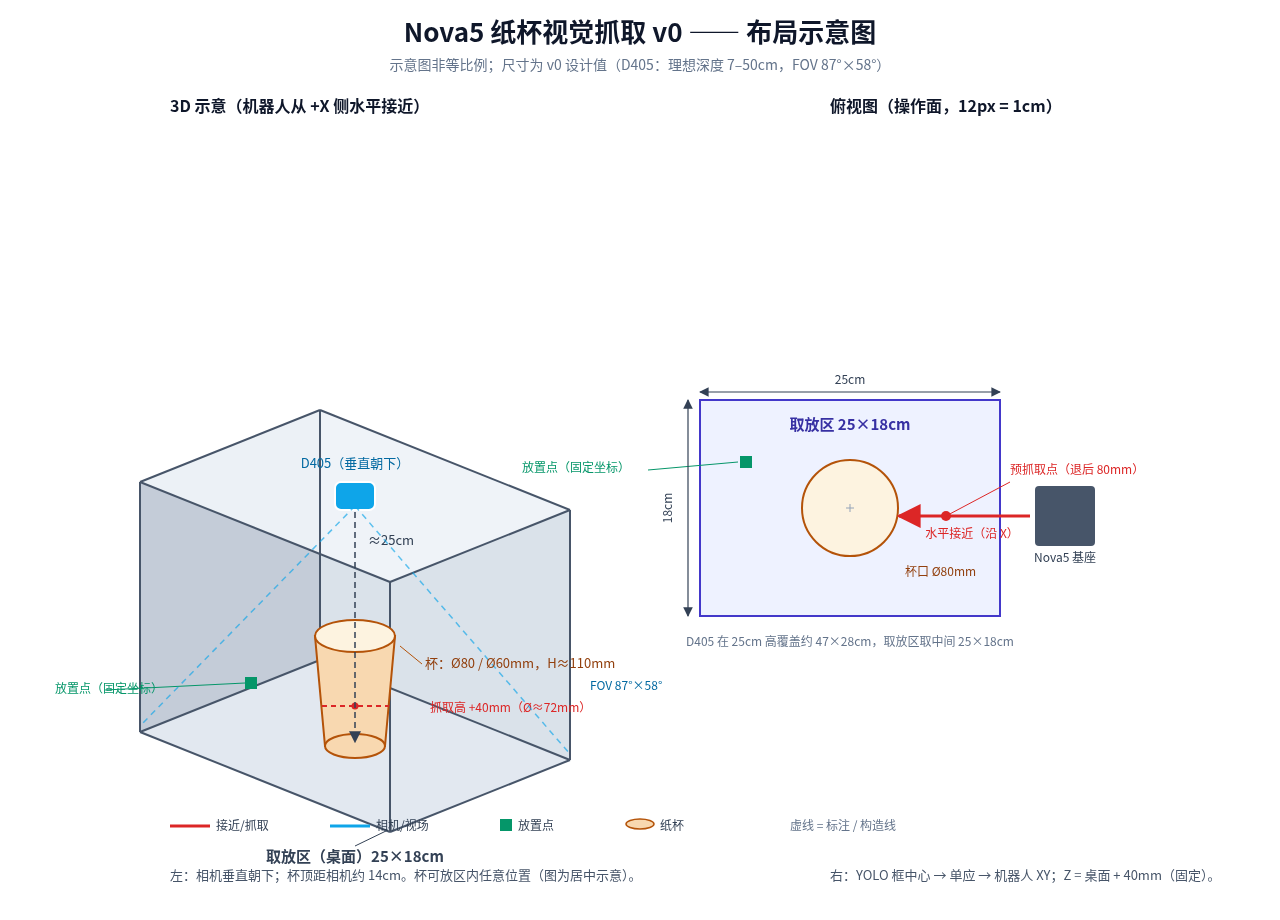 Nova5 纸杯视觉抓取 v0 —— 布局示意图
示意图非等比例；尺寸为 v0 设计值（D405：理想深度 7–50cm，FOV 87°×58°）
3D 示意（机器人从 +X 侧水平接近）
俯视图（操作面，12px = 1cm）
25cm
取放区 25×18cm
D405（垂直朝下）
放置点（固定坐标）
预抓取点（退后 80mm）
18cm
≈25cm
水平接近（沿 X）
Nova5 基座
杯口 Ø80mm
D405 在 25cm 高覆盖约 47×28cm，取放区取中间 25×18cm
杯：Ø80 / Ø60mm，H≈110mm
放置点（固定坐标）
FOV 87°×58°
抓取高 +40mm（Ø≈72mm）
接近/抓取
相机/视场
放置点
纸杯
虚线 = 标注 / 构造线
取放区（桌面）25×18cm
左：相机垂直朝下；杯顶距相机约 14cm。杯可放区内任意位置（图为居中示意）。
右：YOLO 框中心 → 单应 → 机器人 XY；Z = 桌面 + 40mm（固定）。